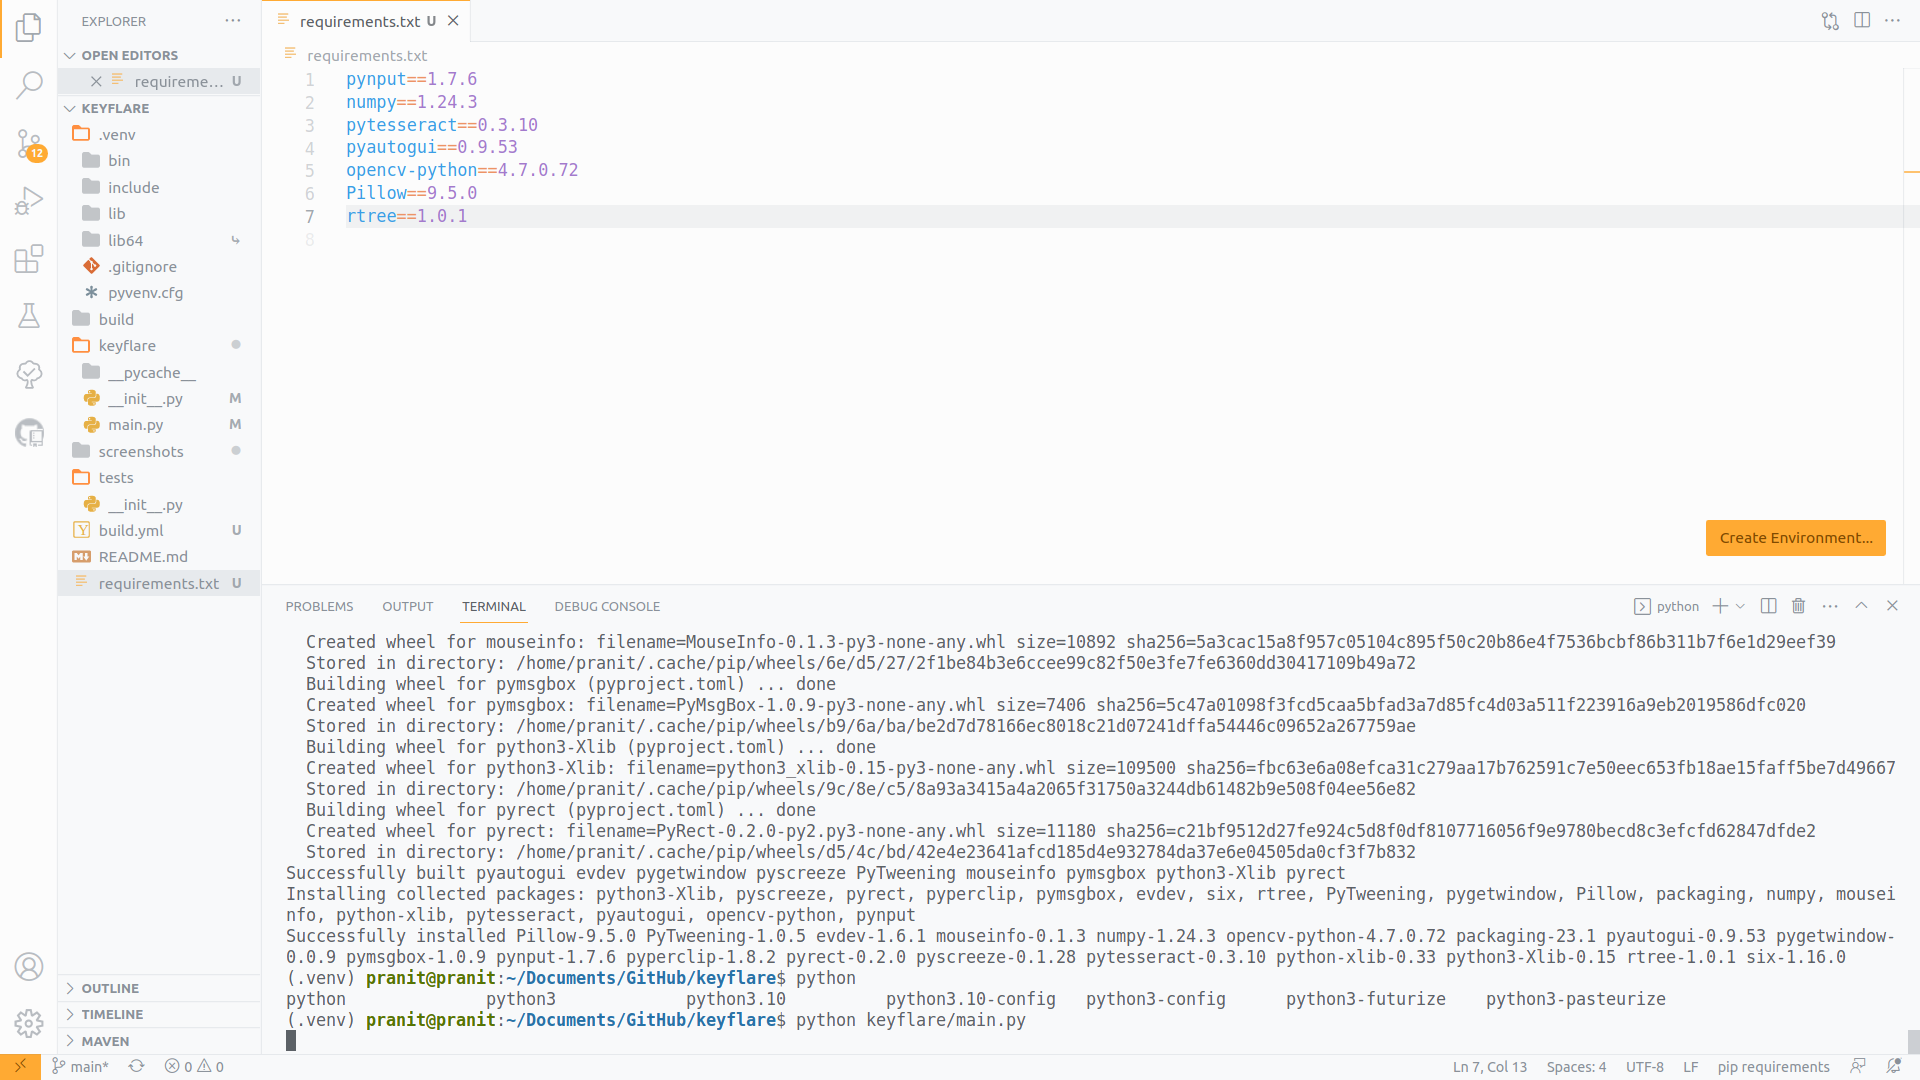 EXPLORER
OPEN EDITORS
requireme... U
KEYFLARE
.venv
bin
include
lib
lib64
.gitignore
pyvenv.cfg
build
keyflare
__pycache__
__init__.py M
main.py M
screenshots
tests
__init__.py
build.yml U
README.md
requirements.txt U
OUTLINE
TIMELINE
MAVEN
12
requirements.txt U
requirements.txt
1 pynput==1.7.6
2 numpy==1.24.3
3 pytesseract==0.3.10
4 pyautogui==0.9.53
5 opencv-python==4.7.0.72
6 Pillow==9.5.0
7 rtree==1.0.1
8
Create Environment...
PROBLEMS OUTPUT TERMINAL DEBUG CONSOLE
python
Created wheel for mouseinfo: filename=MouseInfo-0.1.3-py3-none-any.whl size=10892 sha256=5a3cac15a8f957c05104c895f50c20b86e4f7536bcbf86b311b7f6e1d29eef39
Stored in directory: /home/pranit/.cache/pip/wheels/6e/d5/27/2f1be84b3e6ccee99c82f50e3fe7fe6360dd30417109b49a72
Building wheel for pymsgbox (pyproject.toml) ... done
Created wheel for pymsgbox: filename=PyMsgBox-1.0.9-py3-none-any.whl size=7406 sha256=5c47a01098f3fcd5caa5bfad3a7d85fc4d03a511f223916a9eb2019586dfc020
Stored in directory: /home/pranit/.cache/pip/wheels/b9/6a/ba/be2d7d78166ec8018c21d07241dffa54446c09652a267759ae
Building wheel for python3-Xlib (pyproject.toml) ... done
Created wheel for python3-Xlib: filename=python3_xlib-0.15-py3-none-any.whl size=109500 sha256=fbc63e6a08efca31c279aa17b762591c7e50eec653fb18ae15faff5be7d49667
Stored in directory: /home/pranit/.cache/pip/wheels/9c/8e/c5/8a93a3415a4a2065f31750a3244db61482b9e508f04ee56e82
Building wheel for pyrect (pyproject.toml) ... done
Created wheel for pyrect: filename=PyRect-0.2.0-py2.py3-none-any.whl size=11180 sha256=c21bf9512d27fe924c5d8f0df8107716056f9e9780becd8c3efcfd62847dfde2
Stored in directory: /home/pranit/.cache/pip/wheels/d5/4c/bd/42e4e23641afcd185d4e932784da37e6e04505da0cf3f7b832
Successfully built pyautogui evdev pygetwindow pyscreeze PyTweening mouseinfo pymsgbox python3-Xlib pyrect
Installing collected packages: python3-Xlib, pyscreeze, pyrect, pyperclip, pymsgbox, evdev, six, rtree, PyTweening, pygetwindow, Pillow, packaging, numpy, mousei
nfo, python-xlib, pytesseract, pyautogui, opencv-python, pynput
Successfully installed Pillow-9.5.0 PyTweening-1.0.5 evdev-1.6.1 mouseinfo-0.1.3 numpy-1.24.3 opencv-python-4.7.0.72 packaging-23.1 pyautogui-0.9.53 pygetwindow-
0.0.9 pymsgbox-1.0.9 pynput-1.7.6 pyperclip-1.8.2 pyrect-0.2.0 pyscreeze-0.1.28 pytesseract-0.3.10 python-xlib-0.33 python3-Xlib-0.15 rtree-1.0.1 six-1.16.0
(.venv) pranit@pranit:~/Documents/GitHub/keyflare$ python
python python3 python3.10 python3.10-config python3-config python3-futurize python3-pasteurize
(.venv) pranit@pranit:~/Documents/GitHub/keyflare$ python keyflare/main.py
main* 0 0 Ln 7, Col 13 Spaces: 4 UTF-8 LF pip requirements